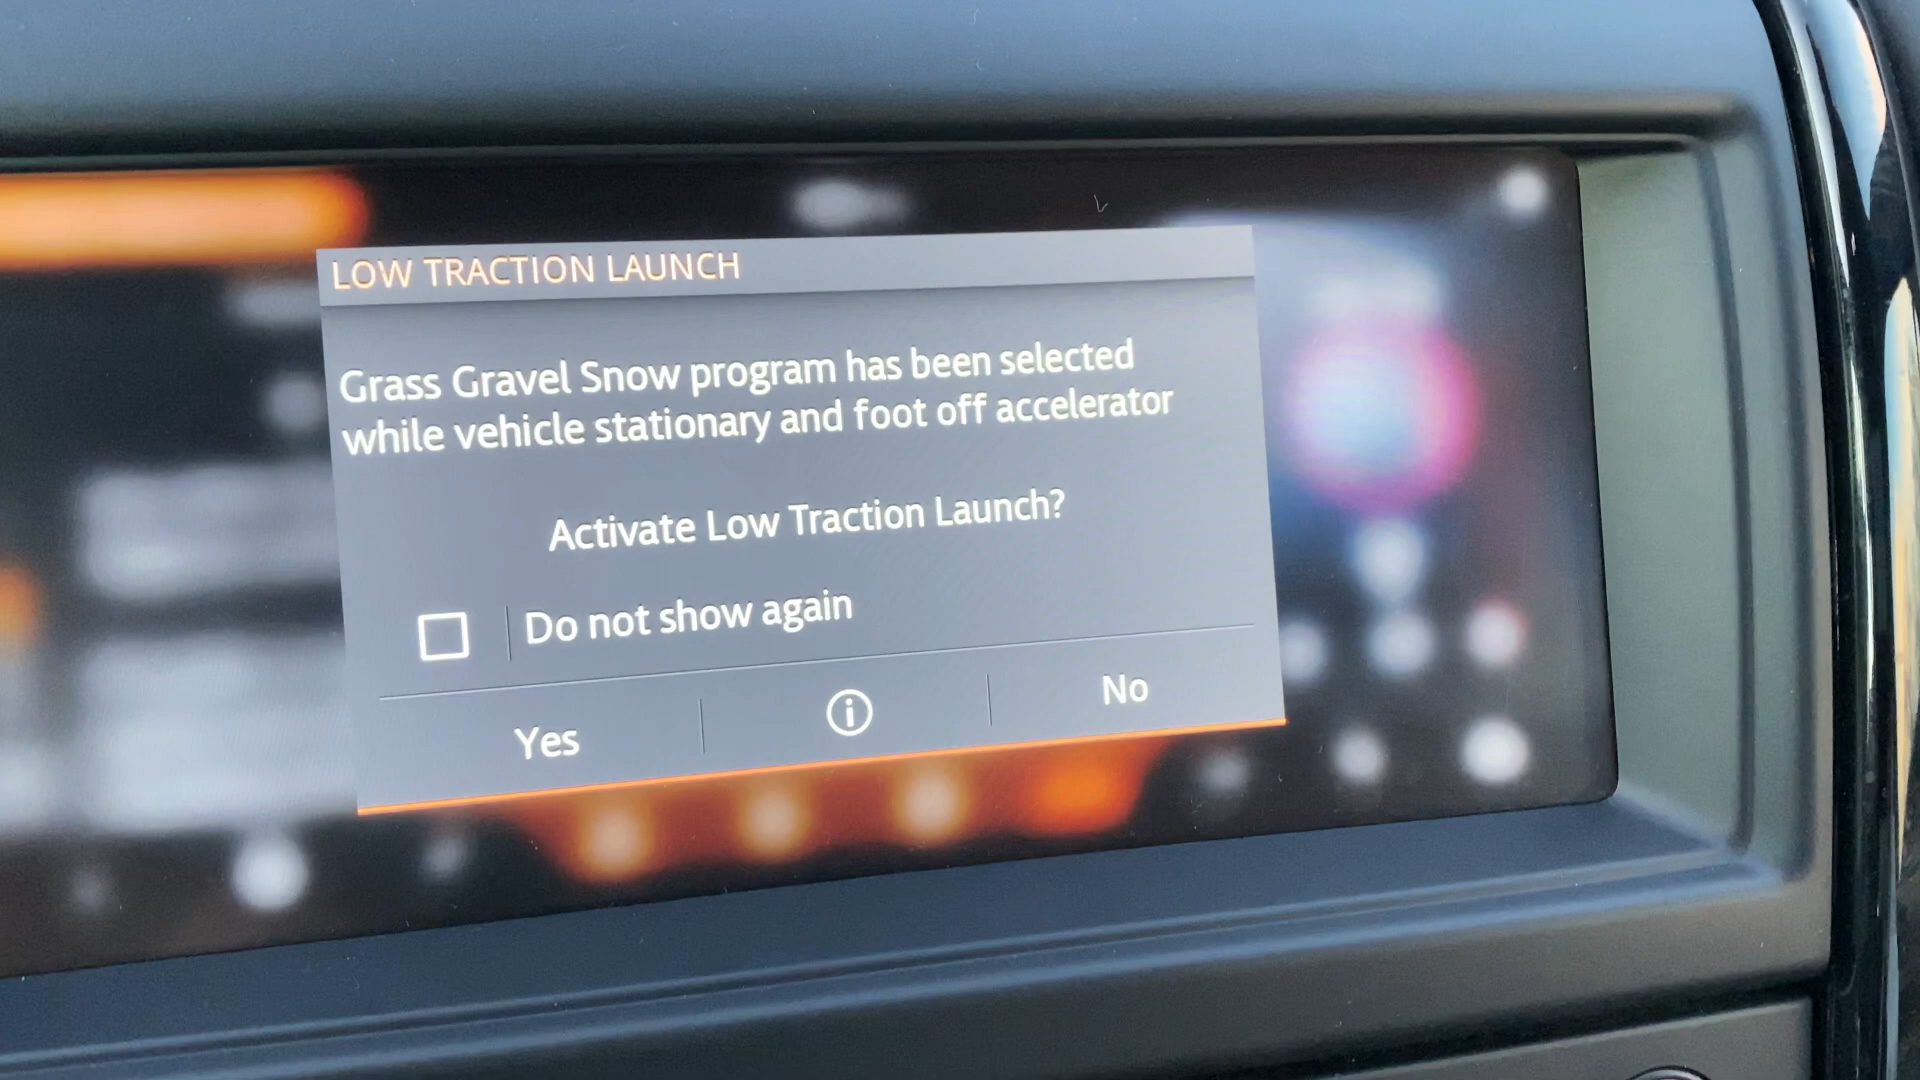 LOW TRACTION LAUNCH
Grass Gravel Snow program has been selected
while vehicle stationary and foot off accelerator
Activate Low Traction Launch?
Do not show again
Yes
No